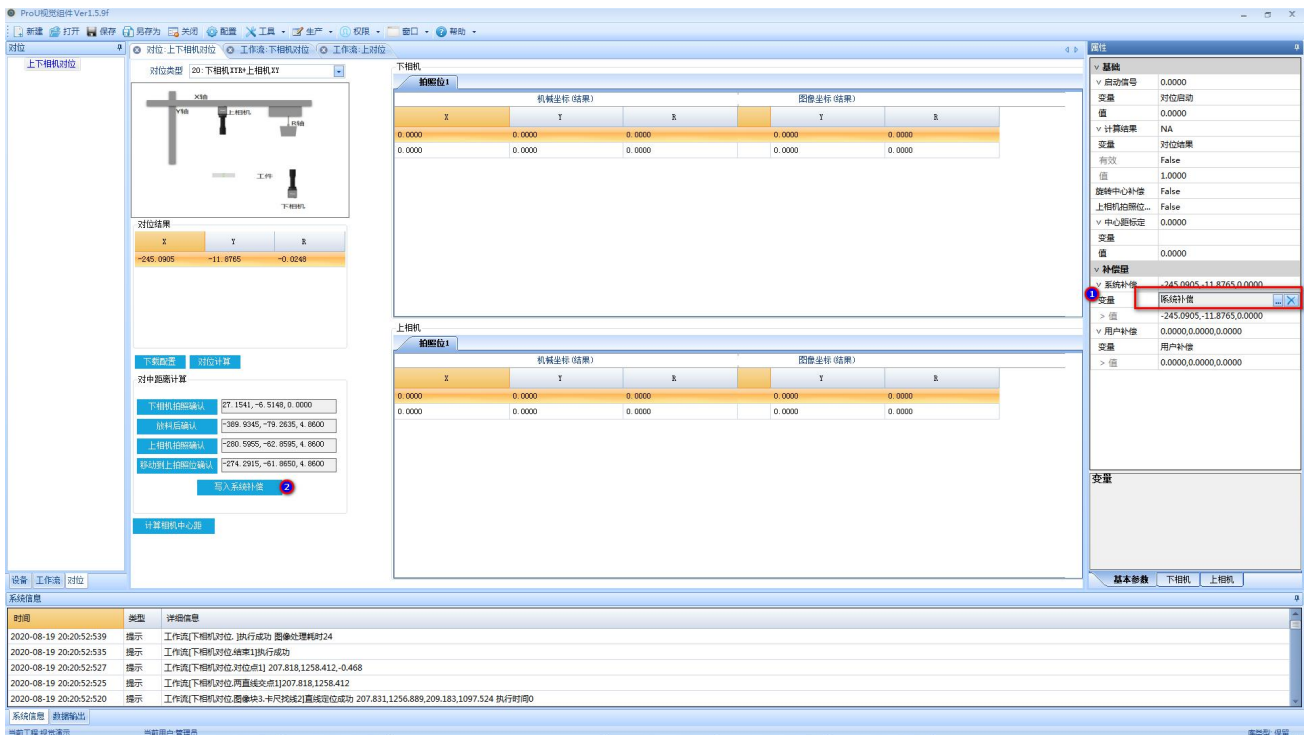 ProU视觉组件Ver1.5.9f
新建 打开 保存 另存为 关闭 配置 工具 生产 权限 窗口 帮助
对位
上下相机对位
设备 工作流 对位
对位:上下相机对位 工作流:下相机对位 工作流:上对位
对位类型 20:下相机XYR+上相机XY
X轴
Y轴
上相机
R轴
工件
下相机
对位结果
X Y R
-245.0905 -11.8765 -0.0248
下载配置 对位计算
对中距离计算
下相机拍照确认 27.1541,-6.5148,0.0000
放料后确认 -389.9345,-79.2635,4.8600
上相机拍照确认 -280.5955,-62.8595,4.8600
移动到上拍照位确认 -274.2915,-61.8650,4.8600
写入系统补偿 2
计算相机中心距
下相机
拍照位1
机械坐标(结果) 图像坐标(结果)
X Y R Y R
0.0000 0.0000 0.0000 0.0000 0.0000
0.0000 0.0000 0.0000 0.0000 0.0000
上相机
拍照位1
机械坐标(结果) 图像坐标(结果)
X Y R Y R
0.0000 0.0000 0.0000 0.0000 0.0000
0.0000 0.0000 0.0000 0.0000 0.0000
属性
基础
启动信号 0.0000
变量 对位启动
值 0.0000
计算结果 NA
变量 对位结果
有效 False
值 1.0000
旋转中心补偿 False
上相机拍照位... False
中心距标定 0.0000
变量
值 0.0000
补偿量
系统补偿 -245.0905,-11.8765,0.0000
1
变量 系统补偿 ...
值 -245.0905,-11.8765,0.0000
用户补偿 0.0000,0.0000,0.0000
变量 用户补偿
值 0.0000,0.0000,0.0000
变量
基本参数 下相机 上相机
系统信息
时间 类型 详细信息
2020-08-19 20:20:52:539 提示 工作流[下相机对位. ]执行成功 图像处理耗时24
2020-08-19 20:20:52:535 提示 工作流[下相机对位.结束1]执行成功
2020-08-19 20:20:52:527 提示 工作流[下相机对位.对位点1] 207.818,1258.412,-0.468
2020-08-19 20:20:52:525 提示 工作流[下相机对位.两直线交点1]207.818,1258.412
2020-08-19 20:20:52:520 提示 工作流[下相机对位.图像块3.卡尺找线2]直线定位成功 207.831,1256.889,209.183,1097.524 执行时间0
系统信息 数据输出
当前工程:视觉演示 当前用户:管理员